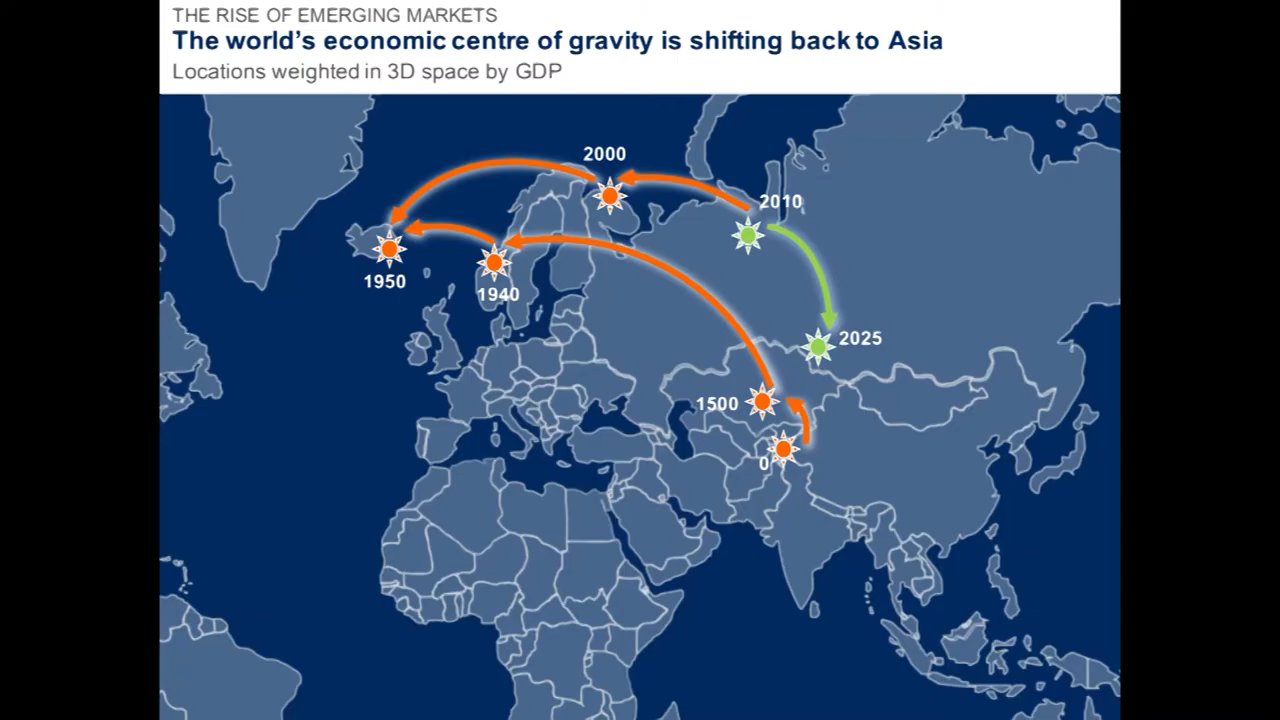 THE RISE OF EMERGING MARKETS
The world's economic centre of gravity is shifting back to Asia
Locations weighted in 3D space by GDP
2000
2010
1950
1940
2025
1500
0